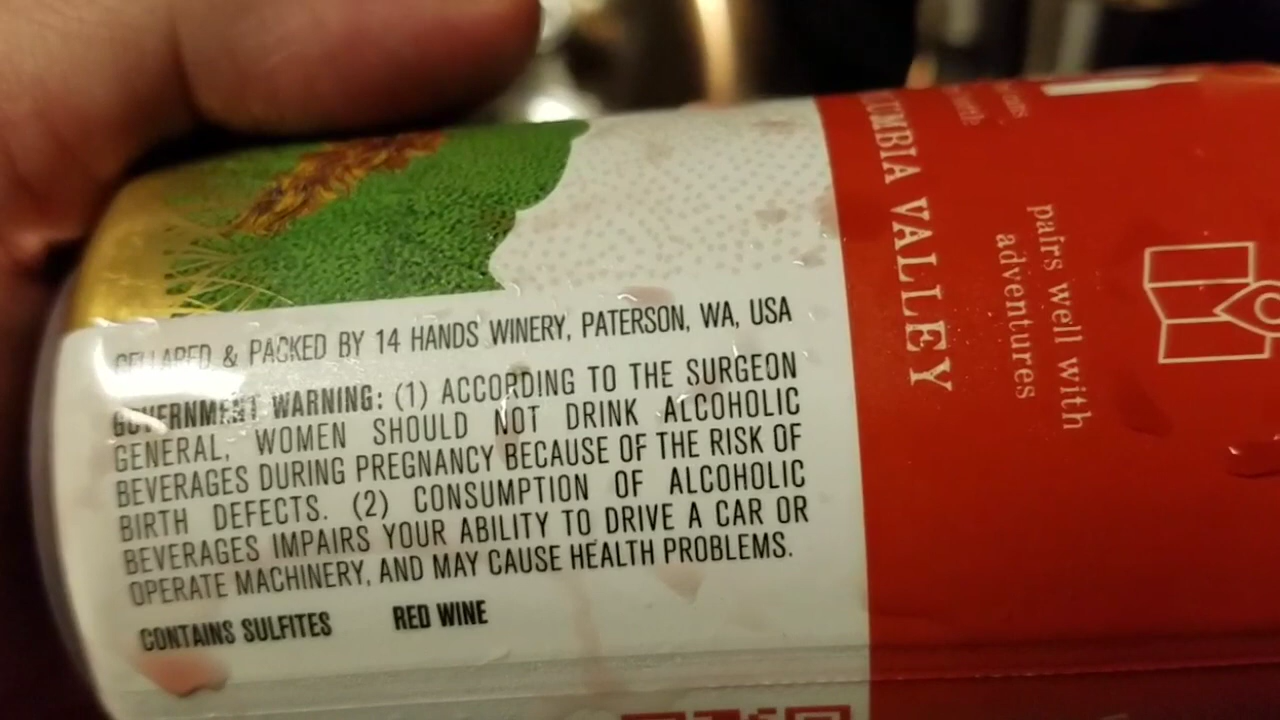 CELLARED & PACKED BY 14 HANDS WINERY, PATERSON, WA, USA
GOVERNMENT WARNING: (1) ACCORDING TO THE SURGEON
GENERAL, WOMEN SHOULD NOT DRINK ALCOHOLIC
BEVERAGES DURING PREGNANCY BECAUSE OF THE RISK OF
BIRTH DEFECTS. (2) CONSUMPTION OF ALCOHOLIC
BEVERAGES IMPAIRS YOUR ABILITY TO DRIVE A CAR OR
OPERATE MACHINERY, AND MAY CAUSE HEALTH PROBLEMS.
CONTAINS SULFITES RED WINE
VALLEY
pairs well with
adventures